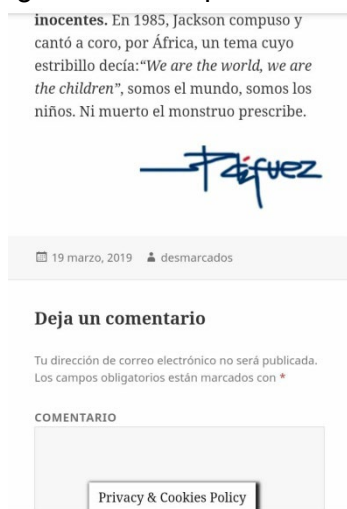 inocentes. En 1985, Jackson compuso y
cantó a coro, por África, un tema cuyo
estribillo decía:“We are the world, we are
the children”, somos el mundo, somos los
niños. Ni muerto el monstruo prescribe.
19 marzo, 2019 desmarcados
Deja un comentario
Tu dirección de correo electrónico no será publicada.
Los campos obligatorios están marcados con *
COMENTARIO
Privacy & Cookies Policy